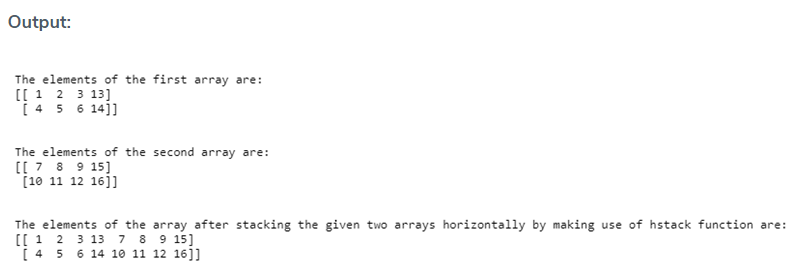 Output:
The elements of the first array are:
[[ 1  2  3 13]
 [ 4  5  6 14]]
The elements of the second array are:
[[ 7  8  9 15]
 [10 11 12 16]]
The elements of the array after stacking the given two arrays horizontally by making use of hstack function are:
[[ 1  2  3 13  7  8  9 15]
 [ 4  5  6 14 10 11 12 16]]